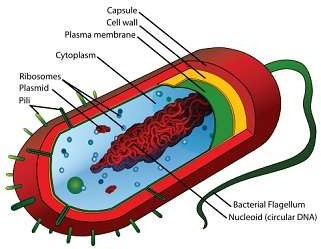 Capsule
Cell wall
Plasma membrane
Cytoplasm
Ribosomes
Plasmid
Pili
Bacterial Flagellum
Nucleoid (circular DNA)